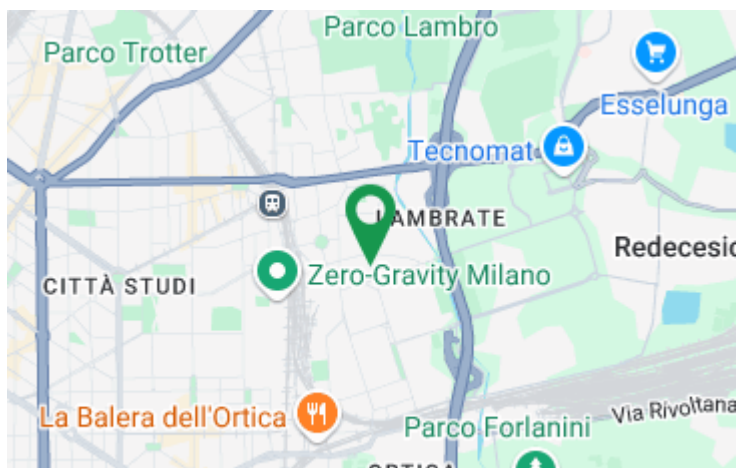 Parco Lambro
Parco Trotter
Esselunga
Tecnomat
LAMBRATE
Redecesio
CITTÀ STUDI
Zero-Gravity Milano
La Balera dell'Ortica
Via Rivoltana
Parco Forlanini
ORTICA